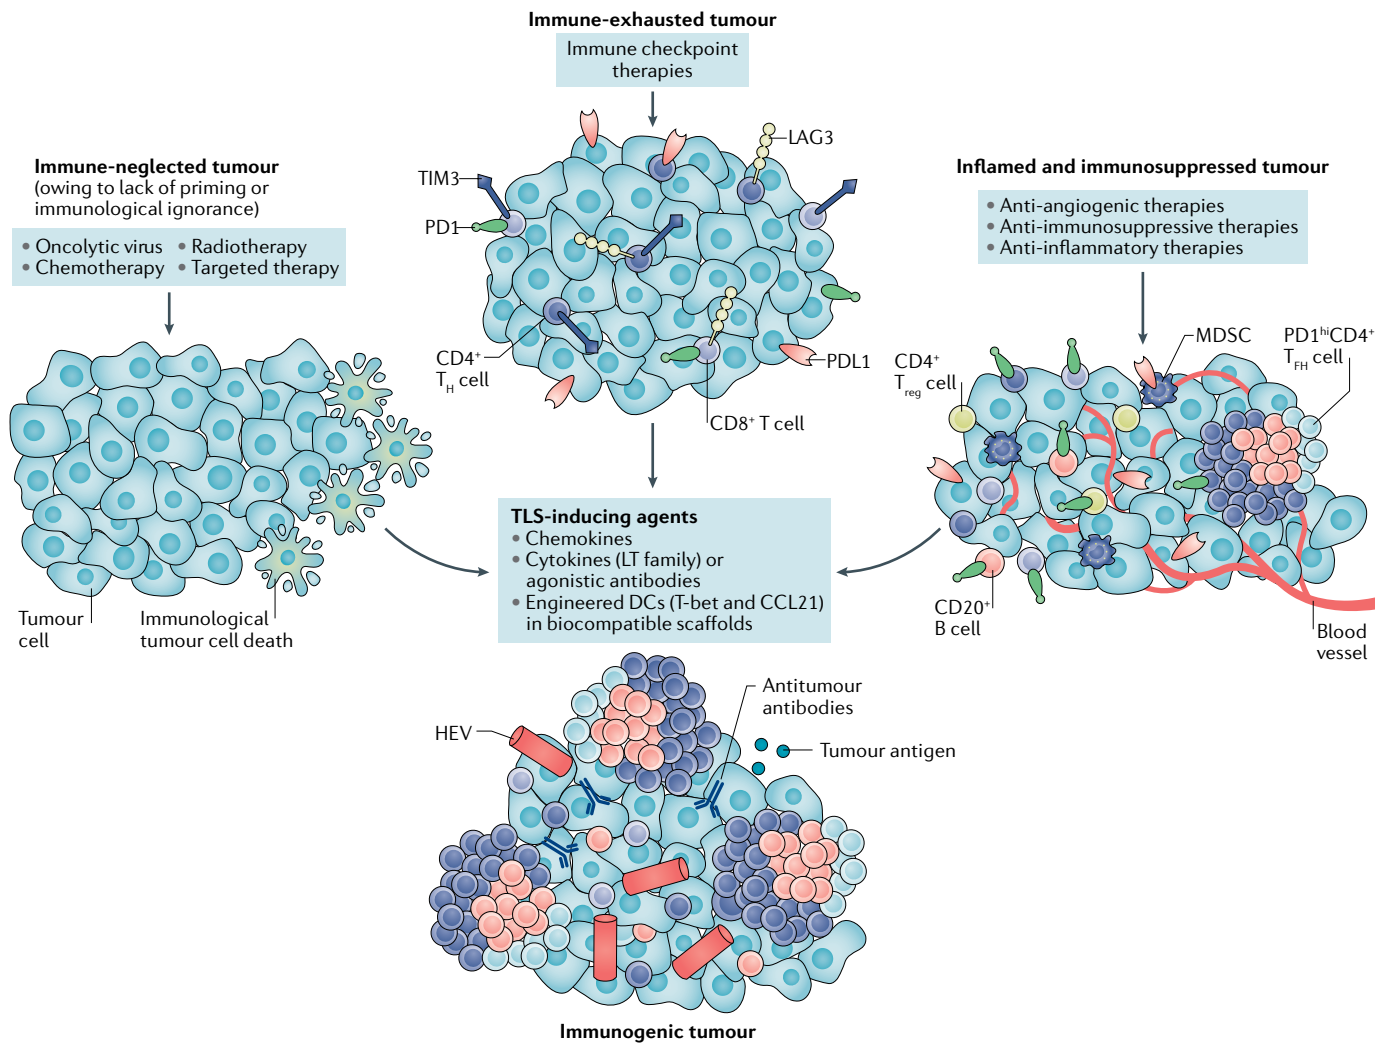 Immune-exhausted tumour
Immune checkpoint
therapies
LAG3
TIM3
PD1
CD4⁺
T_H cell
PDL1
CD8⁺ T cell
Immune-neglected tumour
(owing to lack of priming or
immunological ignorance)
• Oncolytic virus • Radiotherapy
• Chemotherapy • Targeted therapy
Tumour
cell
Immunological
tumour cell death
Inflamed and immunosuppressed tumour
• Anti-angiogenic therapies
• Anti-immunosuppressive therapies
• Anti-inflammatory therapies
MDSC
PD1ʰⁱCD4⁺
T_FH cell
CD4⁺
T_reg cell
CD20⁺
B cell
Blood
vessel
TLS-inducing agents
• Chemokines
• Cytokines (LT family) or
agonistic antibodies
• Engineered DCs (T-bet and CCL21)
in biocompatible scaffolds
HEV
Antitumour
antibodies
Tumour antigen
Immunogenic tumour